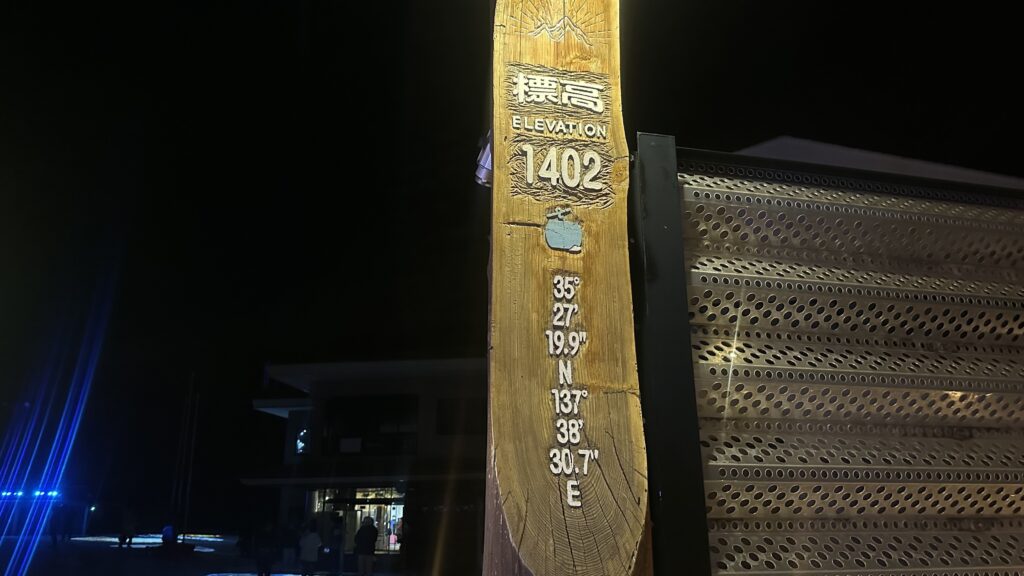 標高
ELEVATION
1402
35°
27'
19.9"
N
137°
38'
30.7"
E